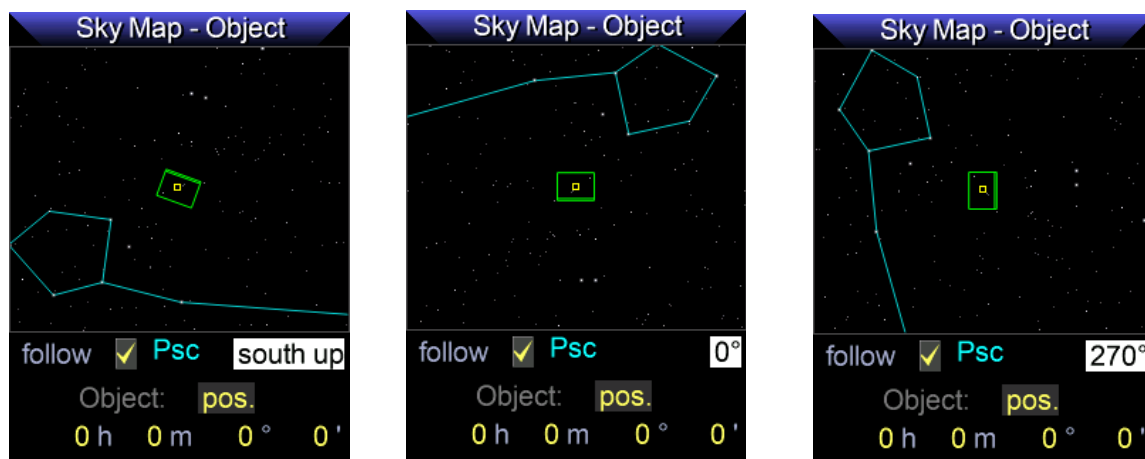 Sky Map - Object
follow Psc south up
Object: pos.
0 h 0 m 0 ° 0 '
Sky Map - Object
follow Psc 0°
Object: pos.
0 h 0 m 0 ° 0 '
Sky Map - Object
follow Psc 270°
Object: pos.
0 h 0 m 0 ° 0 '